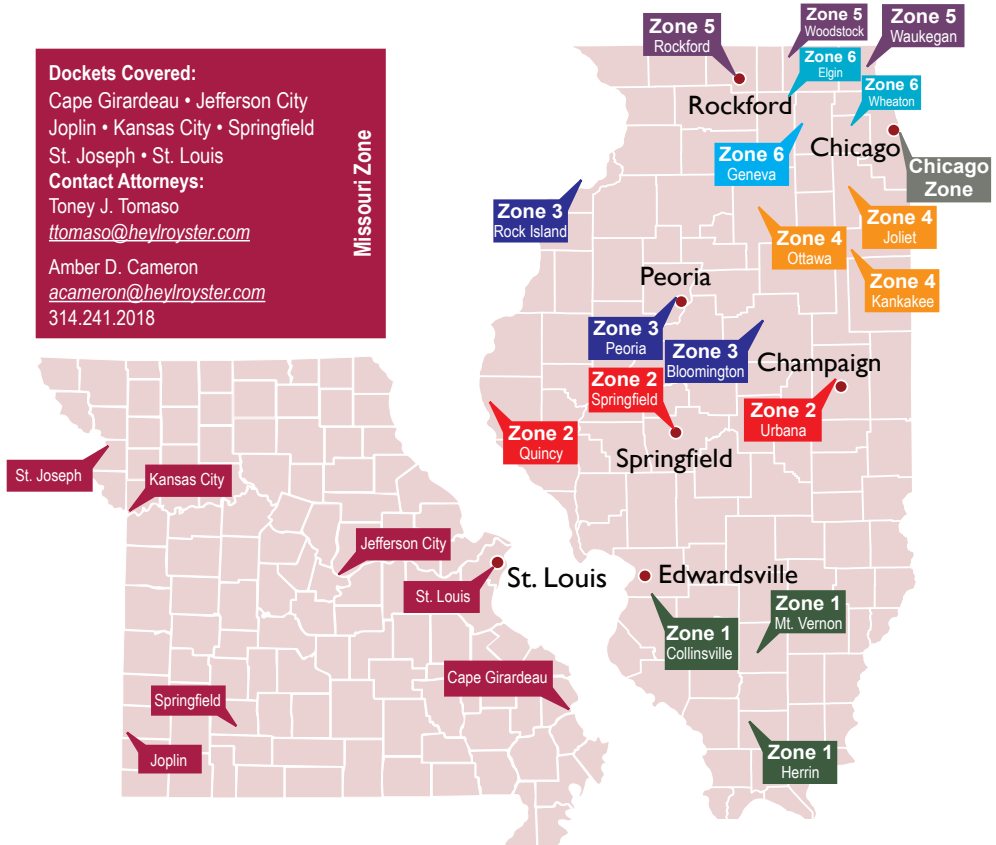 Dockets Covered:
Cape Girardeau • Jefferson City
Joplin • Kansas City • Springfield
St. Joseph • St. Louis
Contact Attorneys:
Toney J. Tomaso
ttomaso@heylroyster.com
Amber D. Cameron
acameron@heylroyster.com
314.241.2018
Missouri Zone
Zone 5
Rockford
Zone 5
Woodstock
Zone 5
Waukegan
Zone 6
Elgin
Zone 6
Wheaton
Rockford
Chicago
Zone 6
Geneva
Chicago
Zone
Zone 3
Rock Island
Zone 4
Joliet
Zone 4
Ottawa
Zone 4
Kankakee
Peoria
Zone 3
Peoria
Zone 3
Bloomington
Champaign
Zone 2
Springfield
Zone 2
Urbana
Zone 2
Quincy
Springfield
St. Joseph
Kansas City
Jefferson City
St. Louis
St. Louis
Edwardsville
Zone 1
Collinsville
Zone 1
Mt. Vernon
Cape Girardeau
Springfield
Joplin
Zone 1
Herrin